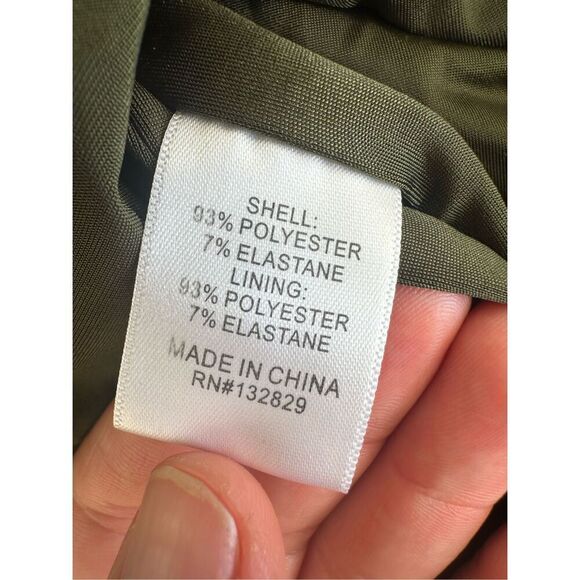 SHELL:
93% POLYESTER
7% ELASTANE
LINING:
93% POLYESTER
7% ELASTANE
MADE IN CHINA
RN#132829